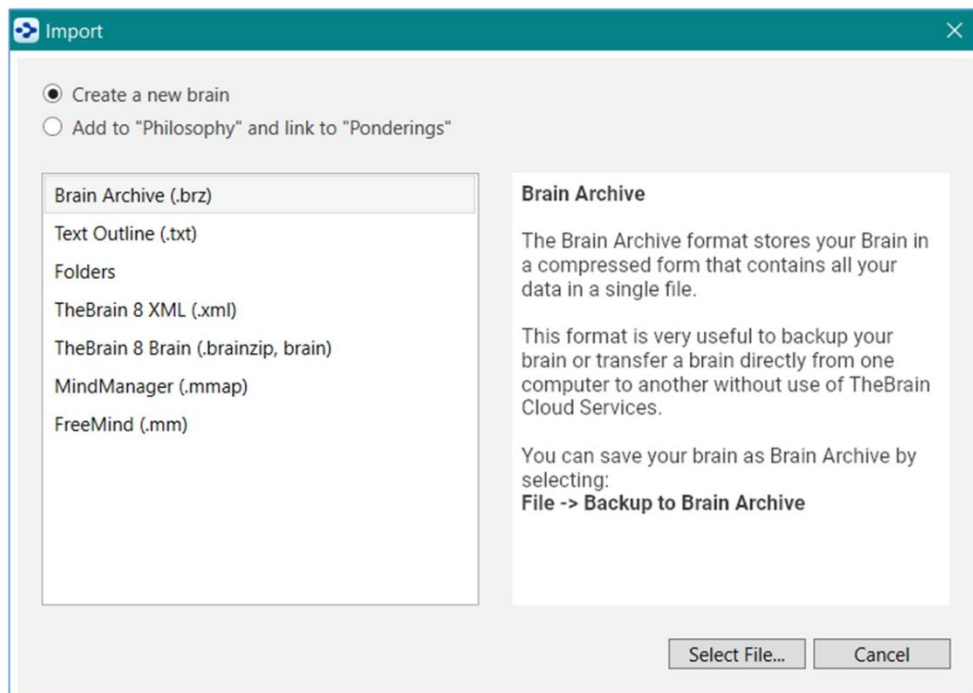 Import
Create a new brain
Add to "Philosophy" and link to "Ponderings"
Brain Archive (.brz)
Text Outline (.txt)
Folders
TheBrain 8 XML (.xml)
TheBrain 8 Brain (.brainzip, brain)
MindManager (.mmap)
FreeMind (.mm)
Brain Archive
The Brain Archive format stores your Brain in
a compressed form that contains all your
data in a single file.
This format is very useful to backup your
brain or transfer a brain directly from one
computer to another without use of TheBrain
Cloud Services.
You can save your brain as Brain Archive by
selecting:
File -> Backup to Brain Archive
Select File...
Cancel